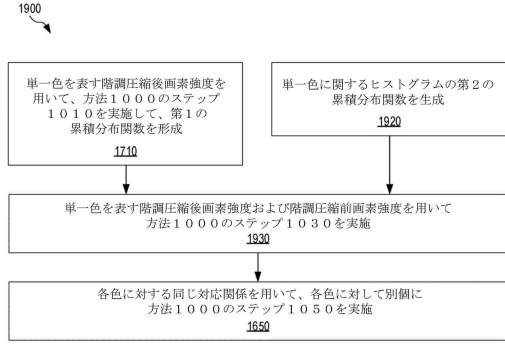 1900
単一色を表す階調圧縮後画素強度を
用いて、方法１０００のステップ
１０１０を実施して、第１の
累積分布関数を形成
1710
単一色に関するヒストグラムの第２の
累積分布関数を生成
1920
単一色を表す階調圧縮後画素強度および階調圧縮前画素強度を用いて
方法１０００のステップ１０３０を実施
1930
各色に対する同じ対応関係を用いて、各色に対して別個に
方法１０００のステップ１０５０を実施
1650